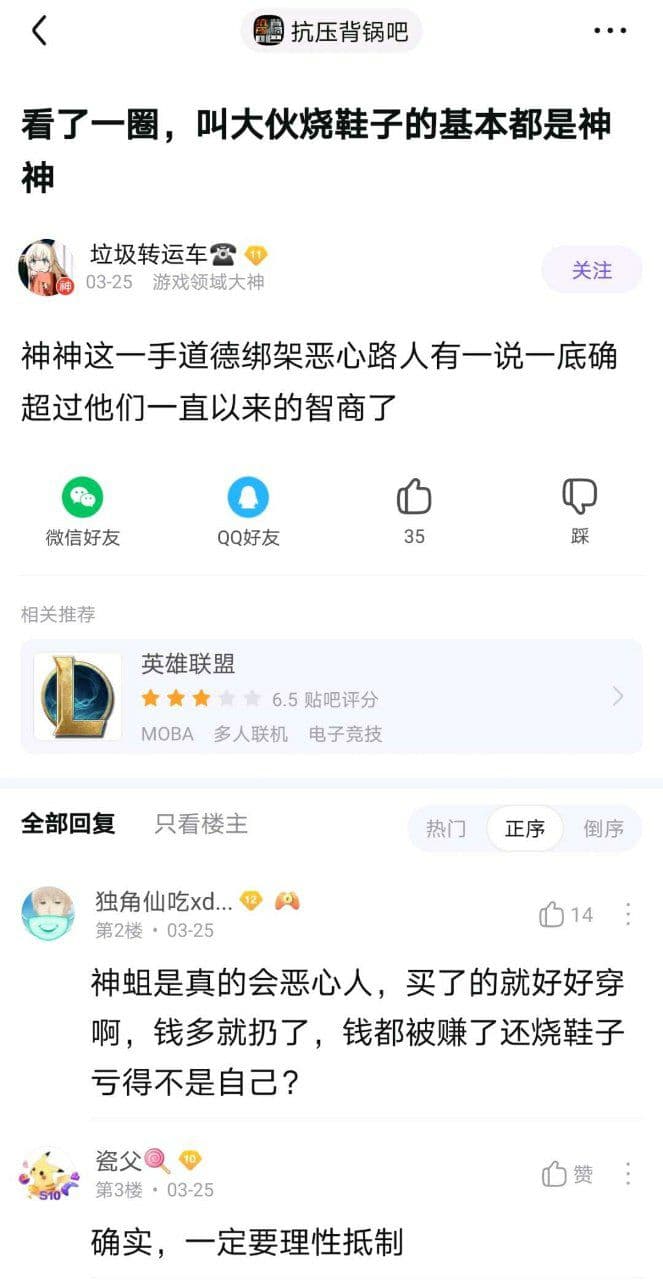 抗压背锅吧
看了一圈，叫大伙烧鞋子的基本都是神
神
垃圾转运车☎ 11
神
03-25 游戏领域大神
关注
神神这一手道德绑架恶心路人有一说一底确
超过他们一直以来的智商了
微信好友 QQ好友 35 踩
相关推荐
英雄联盟
6.5 贴吧评分
MOBA 多人联机 电子竞技
全部回复 只看楼主 热门 正序 倒序
独角仙吃xd... 12
第2楼 · 03-25
14
神蛆是真的会恶心人，买了的就好好穿
啊，钱多就扔了，钱都被赚了还烧鞋子
亏得不是自己？
瓷父🍭 10
S10
第3楼 · 03-25
赞
确实，一定要理性抵制